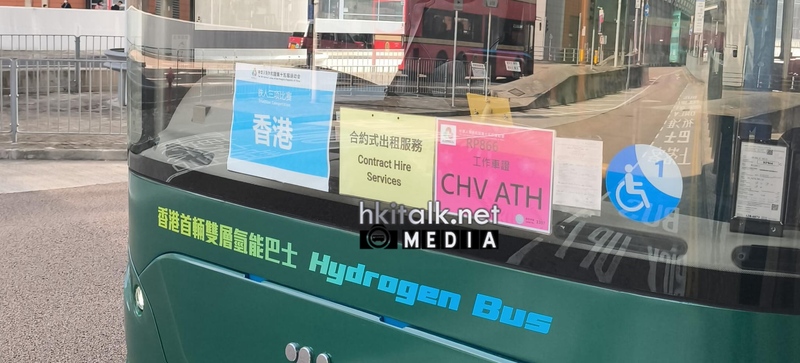 香港
合約式出租服務
Contract Hire
Services
工作車證
CHV ATH
1
hkitalk.net
MEDIA
香港首輛雙層氫能巴士 Hydrogen Bus